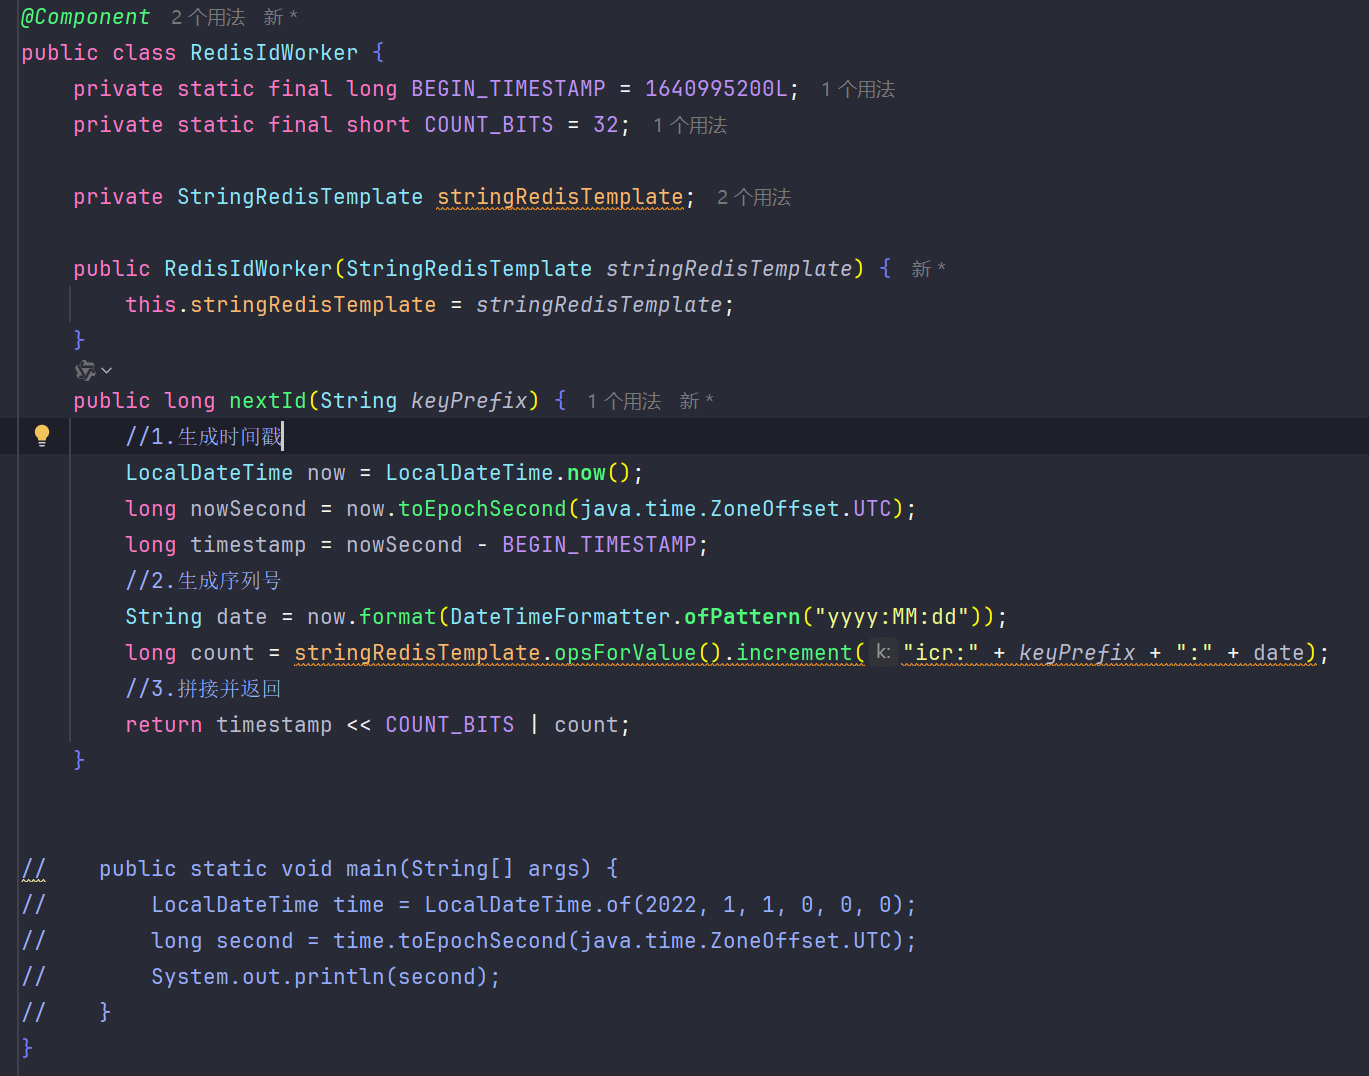 @Component 2 个用法 新 *
public class RedisIdWorker {
    private static final long BEGIN_TIMESTAMP = 1640995200L; 1 个用法
    private static final short COUNT_BITS = 32; 1 个用法
    private StringRedisTemplate stringRedisTemplate; 2 个用法
    public RedisIdWorker(StringRedisTemplate stringRedisTemplate) { 新 *
        this.stringRedisTemplate = stringRedisTemplate;
    }
    public long nextId(String keyPrefix) { 1 个用法 新 *
        //1.生成时间戳
        LocalDateTime now = LocalDateTime.now();
        long nowSecond = now.toEpochSecond(java.time.ZoneOffset.UTC);
        long timestamp = nowSecond - BEGIN_TIMESTAMP;
        //2.生成序列号
        String date = now.format(DateTimeFormatter.ofPattern("yyyy:MM:dd"));
        long count = stringRedisTemplate.opsForValue().increment( k: "icr:" + keyPrefix + ":" + date);
        //3.拼接并返回
        return timestamp << COUNT_BITS | count;
    }
//    public static void main(String[] args) {
//        LocalDateTime time = LocalDateTime.of(2022, 1, 1, 0, 0, 0);
//        long second = time.toEpochSecond(java.time.ZoneOffset.UTC);
//        System.out.println(second);
//    }
}